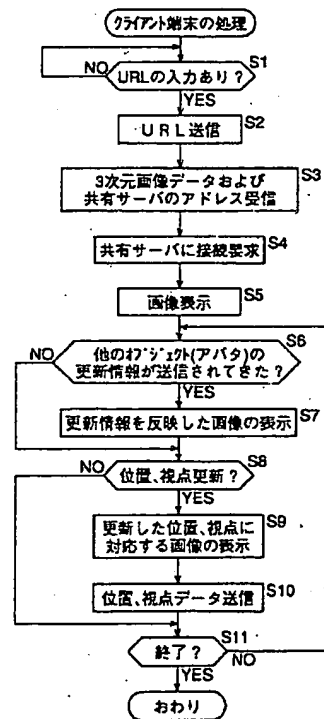 クライアント端末の処理
S1
URLの入力あり?
NO
YES
URL送信
S2
3次元画像データおよび
共有サーバのアドレス受信
S3
共有サーバに接続要求
S4
画像表示
S5
S6
NO
他のオブジェクト(アバタ)の
更新情報が送信されてきた?
YES
更新情報を反映した画像の表示
S7
NO
位置、視点更新?
S8
YES
更新した位置、視点に
対応する画像の表示
S9
位置、視点データ送信
S10
終了?
S11
NO
YES
おわり